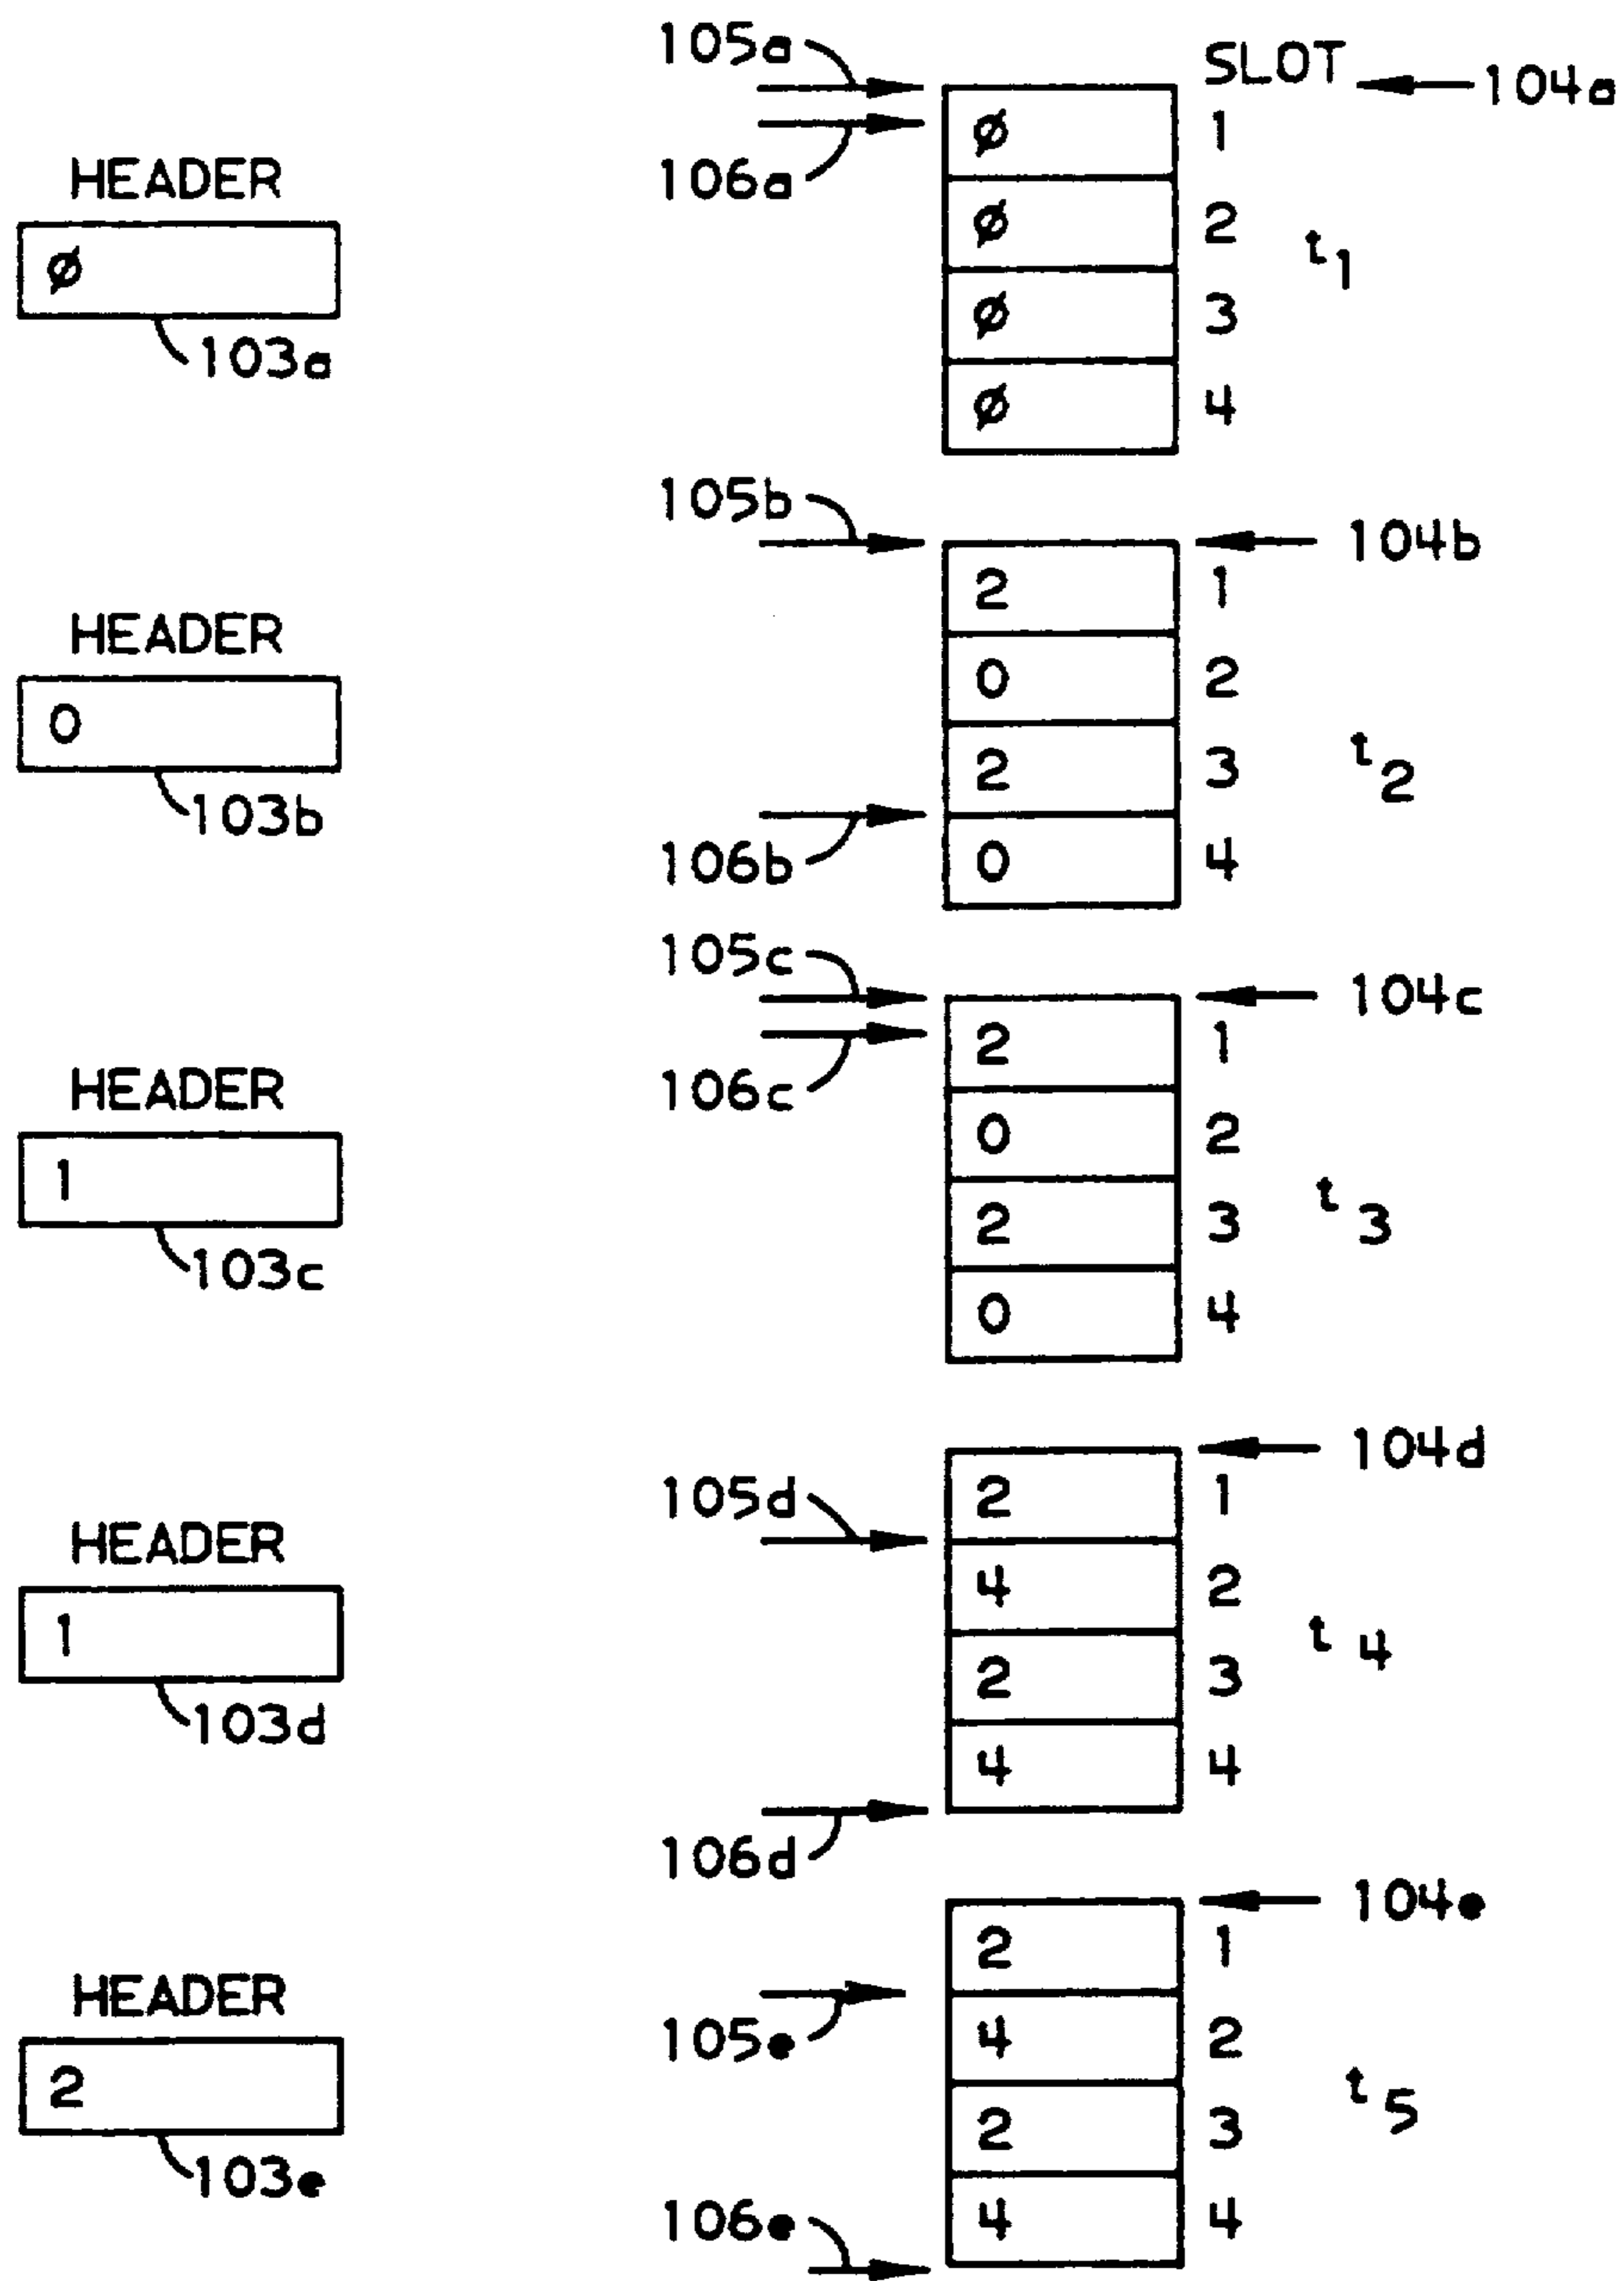 105a
SLOT
104a
106a
HEADER
Ø
103a
Ø 1
Ø 2
Ø 3
Ø 4
t1
105b
104b
HEADER
0
103b
2 1
0 2
2 3
0 4
t2
106b
105c
104c
106c
HEADER
1
103c
2 1
0 2
2 3
0 4
t3
104d
105d
HEADER
1
103d
2 1
4 2
2 3
4 4
t4
106d
104e
105e
HEADER
2
103e
2 1
4 2
2 3
4 4
t5
106e